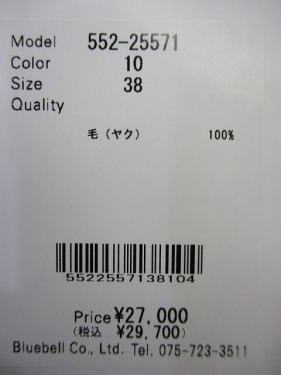 Model 552-25571
Color 10
Size 38
Quality
毛(ヤク) 100%
5522557138104
Price ¥27,000
(税込 ¥29,700)
Bluebell Co., Ltd. Tel. 075-723-3511